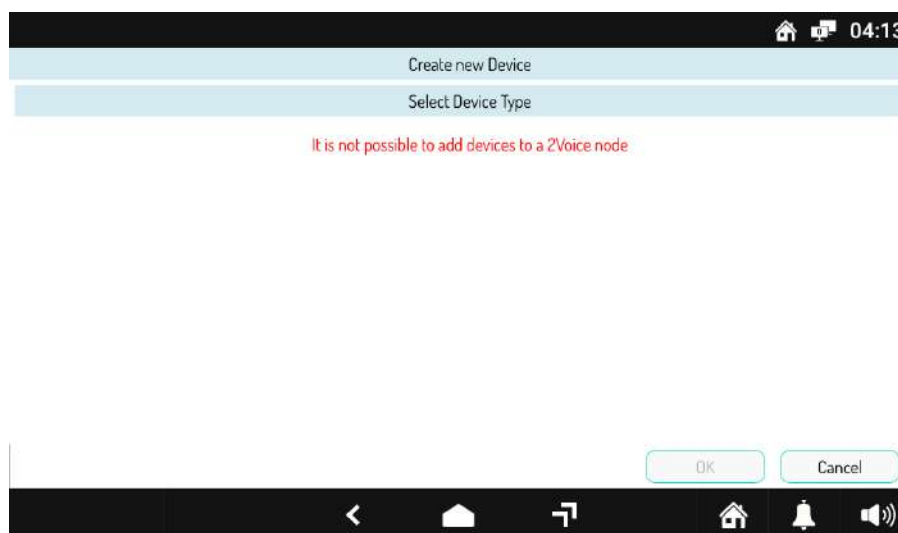 04:13
Create new Device
Select Device Type
It is not possible to add devices to a 2Voice node
OK
Cancel